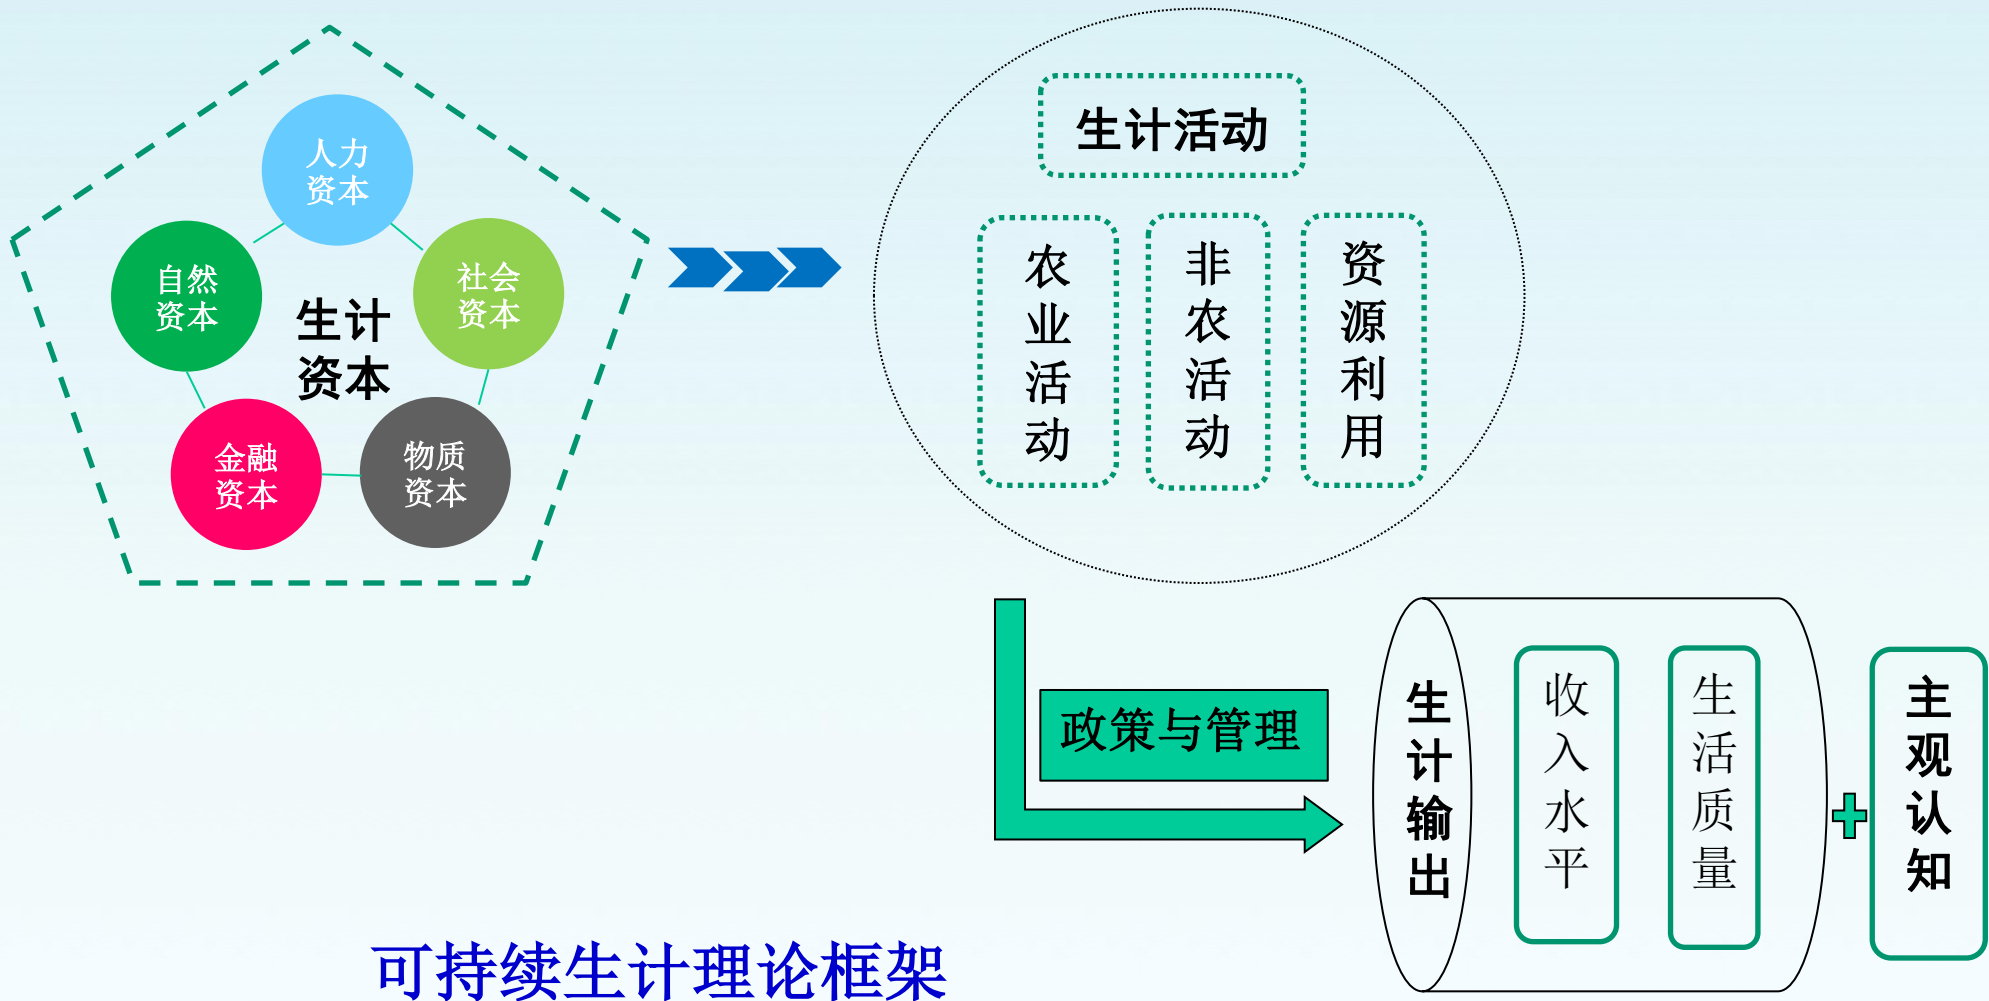 人力
资本
自然
资本
社会
资本
生计
资本
金融
资本
物质
资本
生计活动
农业活动
非农活动
资源利用
政策与管理
生计输出
收入水平
生活质量
主观认知
可持续生计理论框架